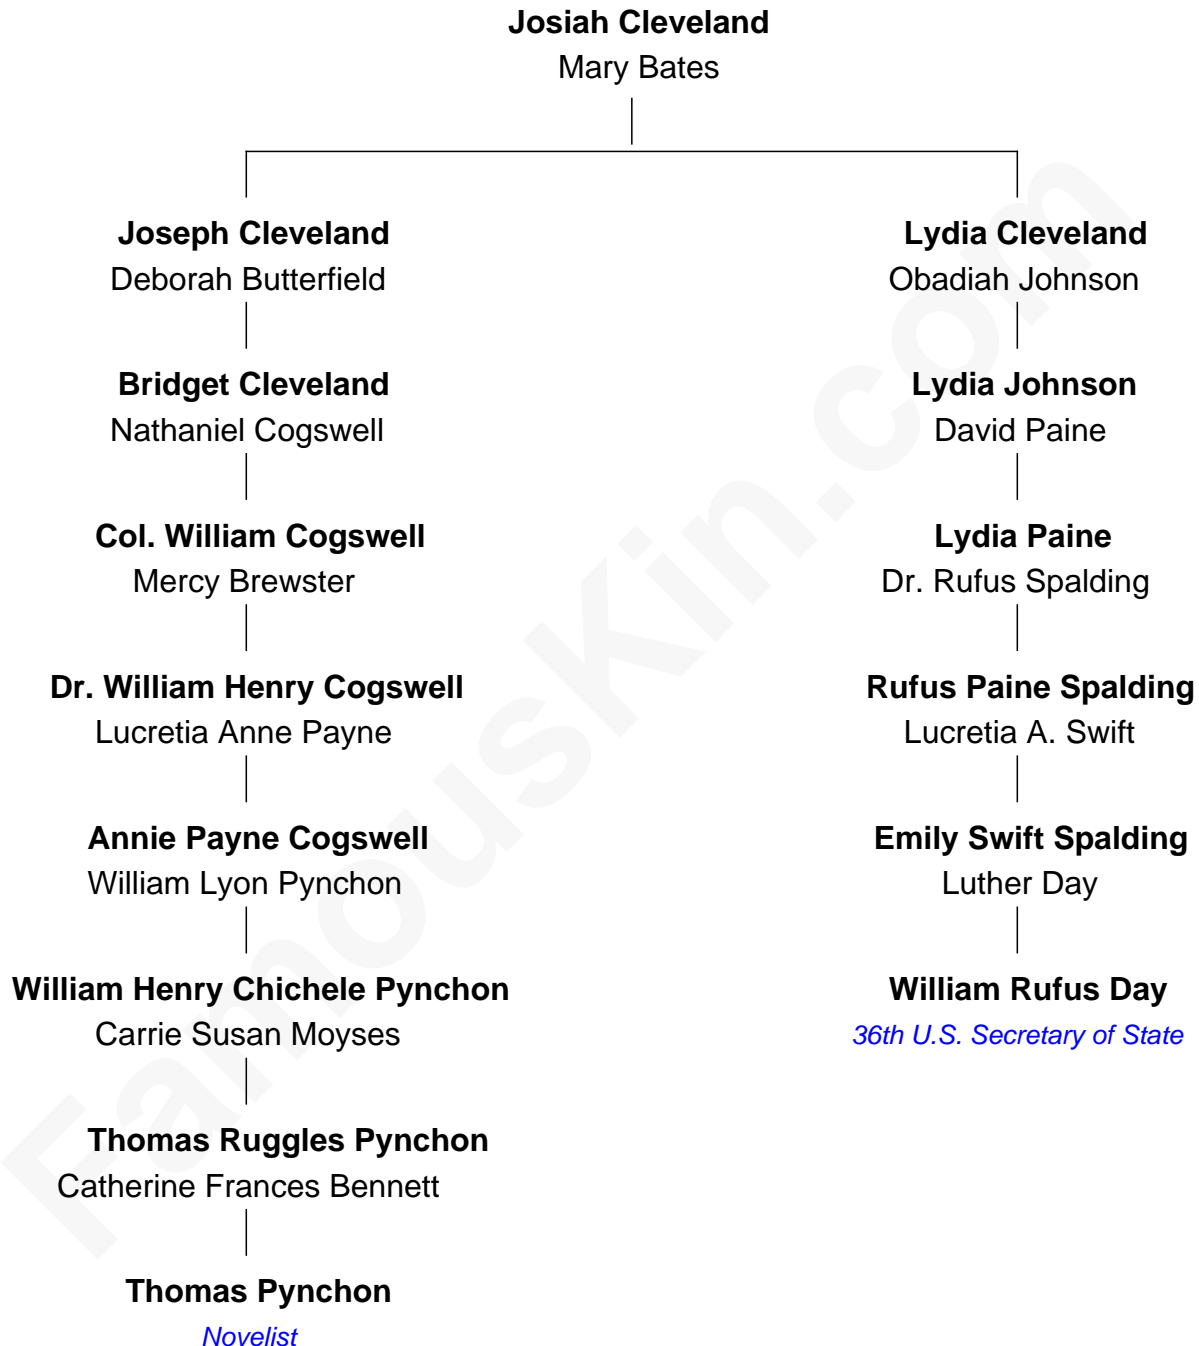 Josiah Cleveland
Mary Bates
Joseph Cleveland
Deborah Butterfield
Bridget Cleveland
Nathaniel Cogswell
Col. William Cogswell
Mercy Brewster
Dr. William Henry Cogswell
Lucretia Anne Payne
Annie Payne Cogswell
William Lyon Pynchon
William Henry Chichele Pynchon
Carrie Susan Moyses
Thomas Ruggles Pynchon
Catherine Frances Bennett
Thomas Pynchon
Novelist
Lydia Cleveland
Obadiah Johnson
Lydia Johnson
David Paine
Lydia Paine
Dr. Rufus Spalding
Rufus Paine Spalding
Lucretia A. Swift
Emily Swift Spalding
Luther Day
William Rufus Day
36th U.S. Secretary of State
FamousKin.com